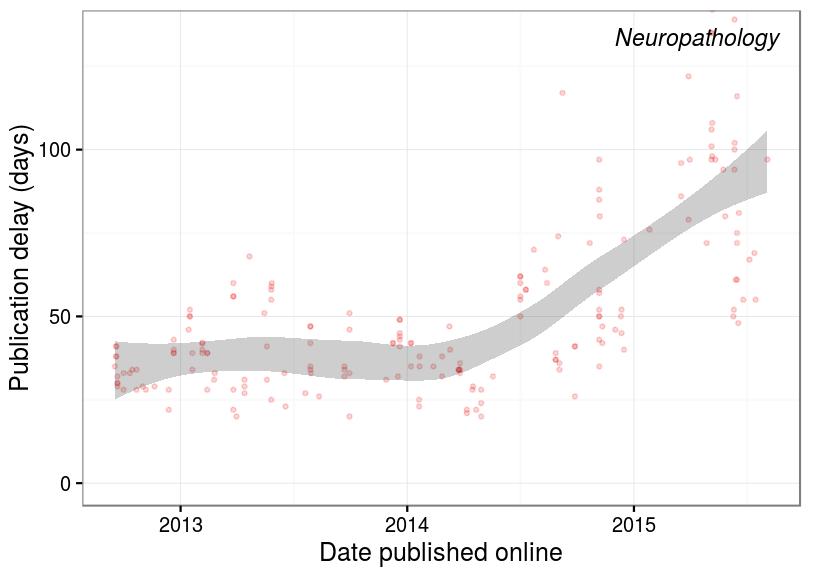 Neuropathology
Publication delay (days)
100
50
0
2013 2014 2015
Date published online